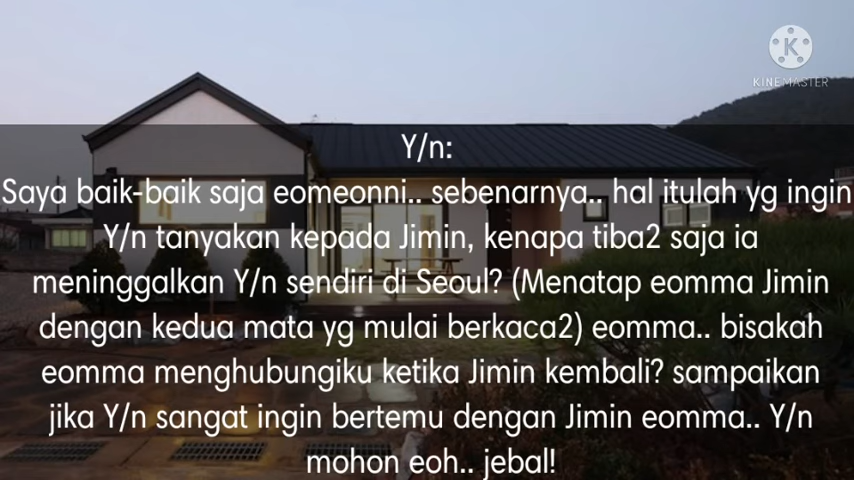 KINEMASTER
Y/n:
Saya baik-baik saja eomeonni.. sebenarnya.. hal itulah yg ingin
Y/n tanyakan kepada Jimin, kenapa tiba2 saja ia
meninggalkan Y/n sendiri di Seoul? (Menatap eomma Jimin
dengan kedua mata yg mulai berkaca2) eomma.. bisakah
eomma menghubungiku ketika Jimin kembali? sampaikan
jika Y/n sangat ingin bertemu dengan Jimin eomma.. Y/n
mohon eoh.. jebal!